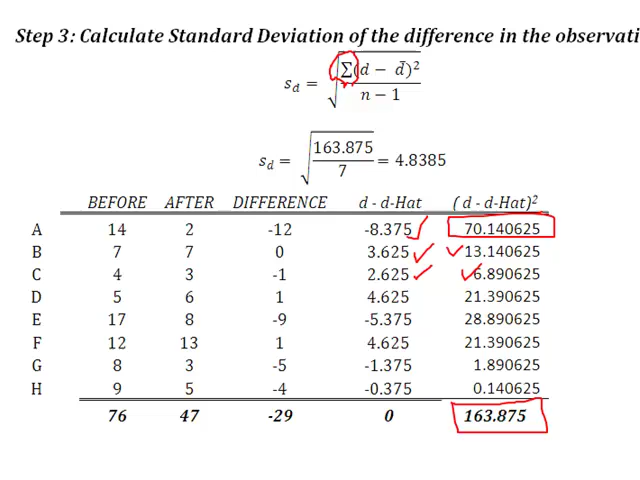 Step 3: Calculate Standard Deviation of the difference in the observati
s_d = √(∑(d − d̄)² / n − 1)
s_d = √(163.875 / 7) = 4.8385
BEFORE AFTER DIFFERENCE d - d-Hat ( d - d-Hat)²
A 14 2 -12 -8.375 70.140625
B 7 7 0 3.625 13.140625
C 4 3 -1 2.625 6.890625
D 5 6 1 4.625 21.390625
E 17 8 -9 -5.375 28.890625
F 12 13 1 4.625 21.390625
G 8 3 -5 -1.375 1.890625
H 9 5 -4 -0.375 0.140625
76 47 -29 0 163.875